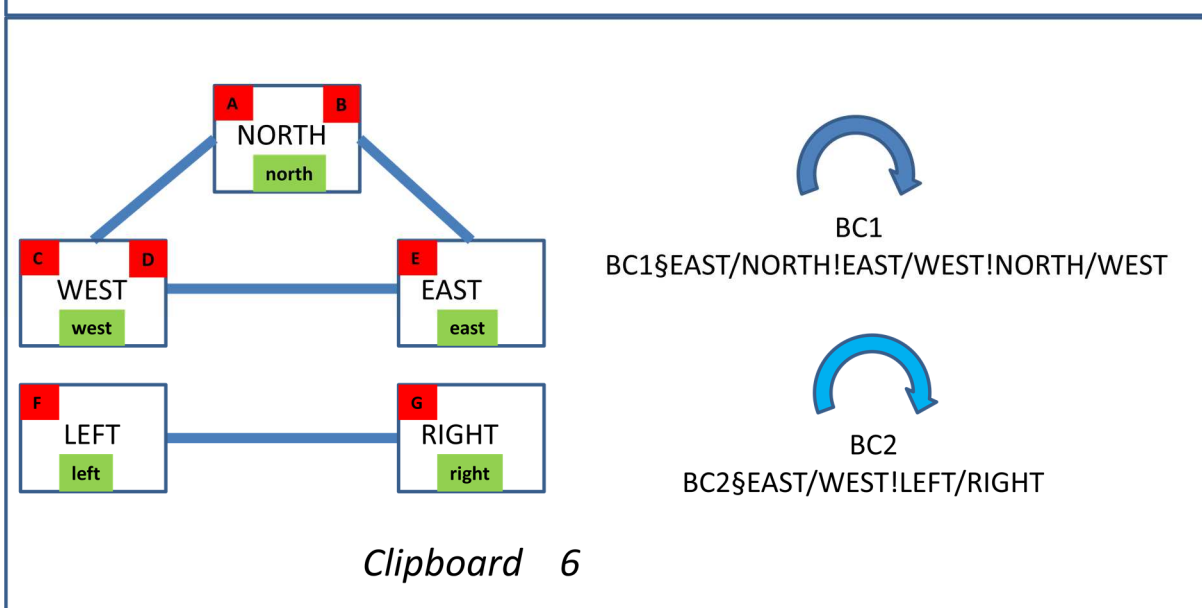 A B
NORTH
north
C D
WEST
west
E
EAST
east
F
LEFT
left
G
RIGHT
right
BC1
BC1§EAST/NORTH!EAST/WEST!NORTH/WEST
BC2
BC2§EAST/WEST!LEFT/RIGHT
Clipboard 6